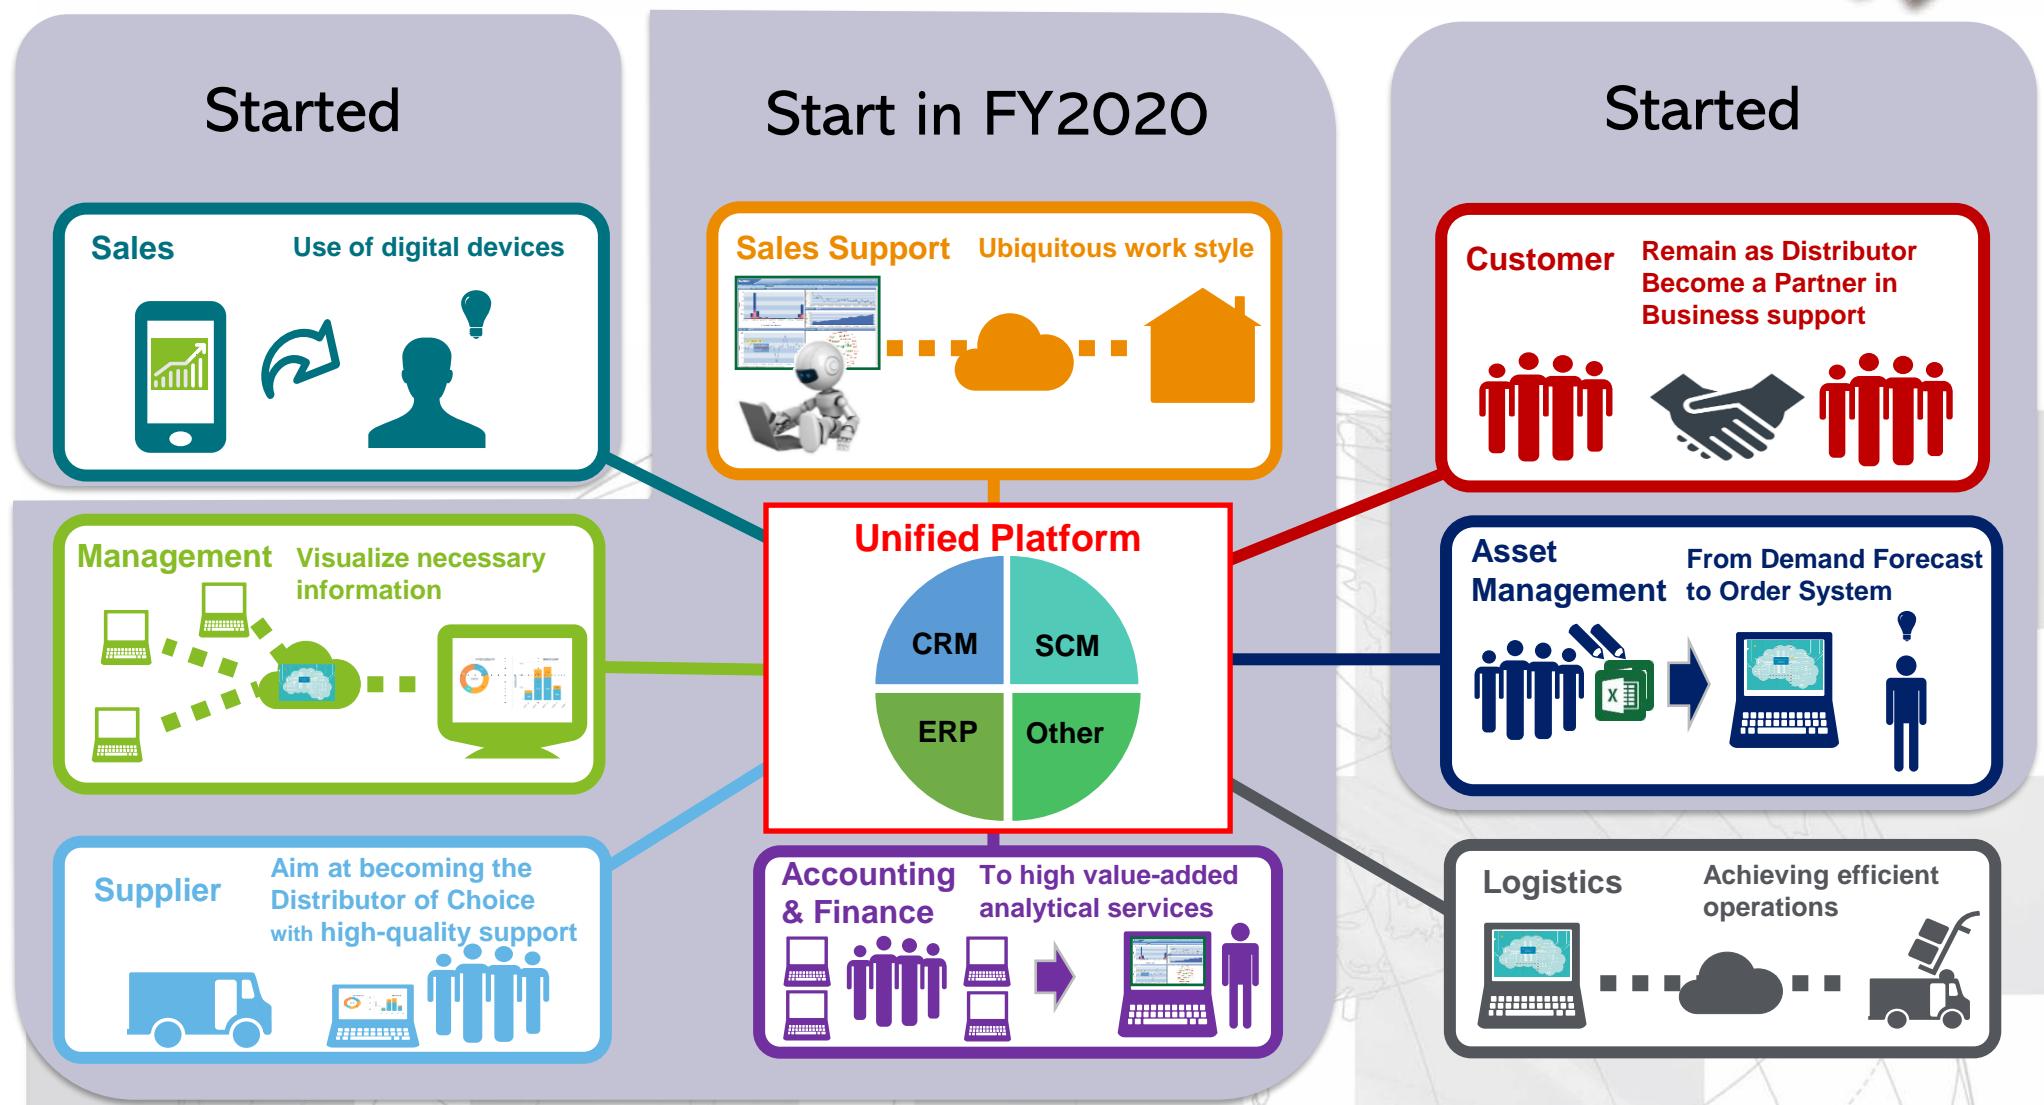 Started
Start in FY2020
Started
Sales
Use of digital devices
Sales Support
Ubiquitous work style
Customer
Remain as Distributor
Become a Partner in
Business support
Management
Visualize necessary
information
Unified Platform
CRM
SCM
ERP
Other
Asset
Management
From Demand Forecast
to Order System
X
Supplier
Aim at becoming the
Distributor of Choice
with high-quality support
Accounting
& Finance
To high value-added
analytical services
Logistics
Achieving efficient
operations